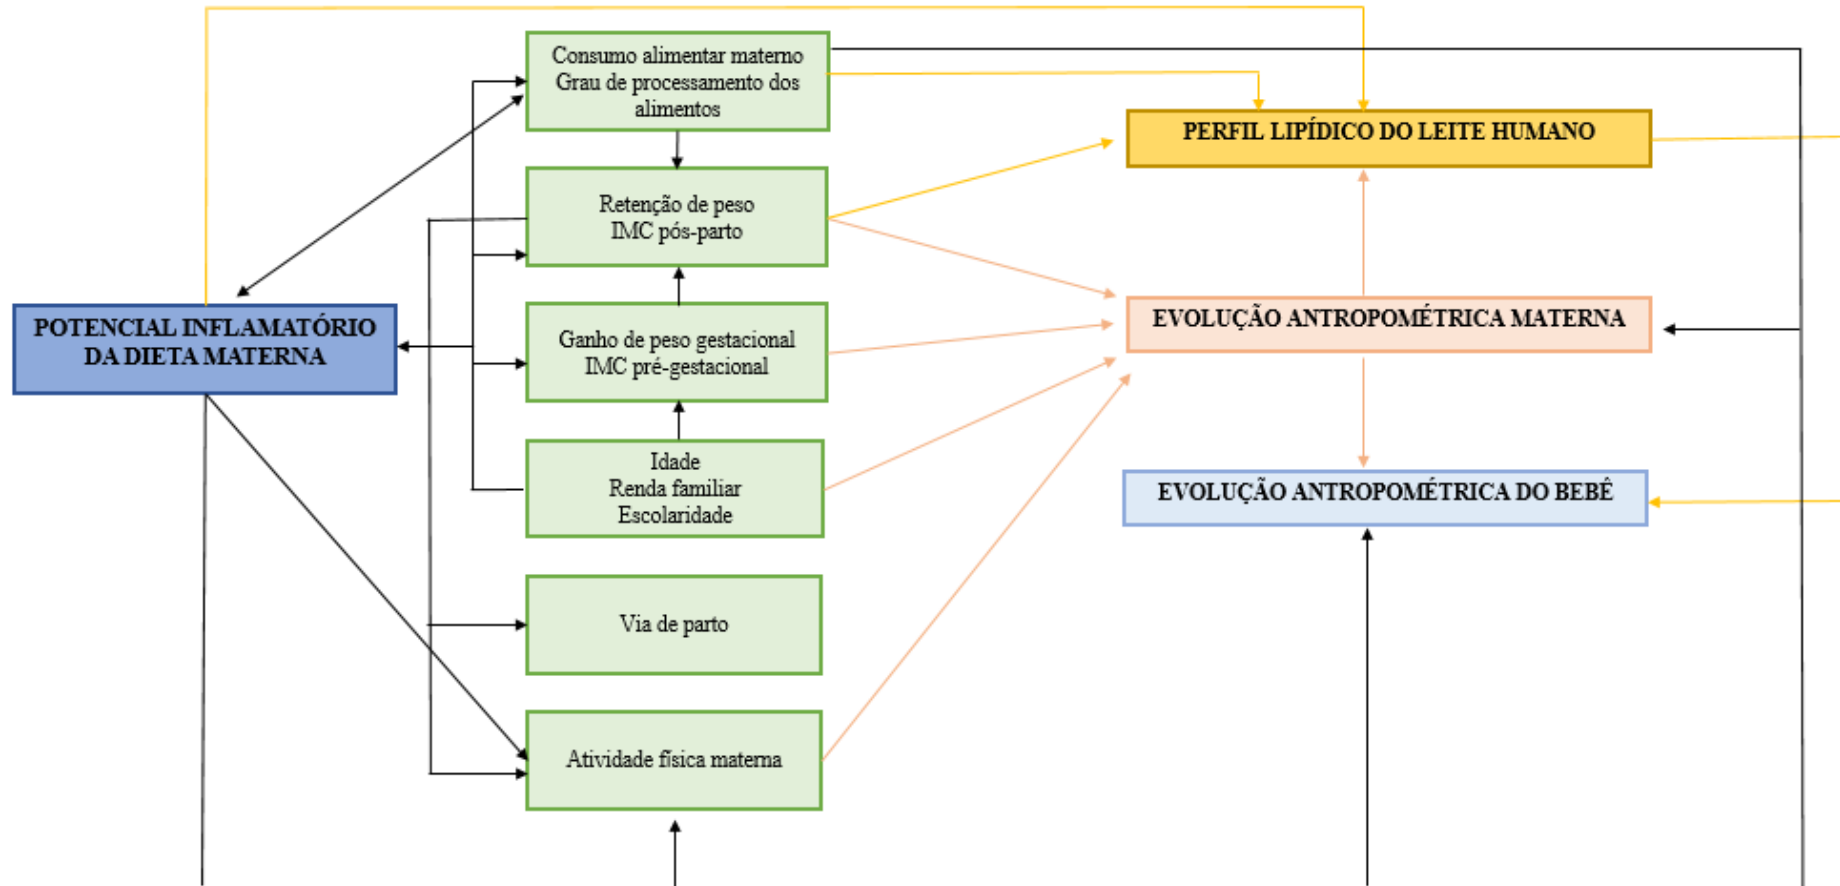 Consumo alimentar materno
Grau de processamento dos
alimentos
PERFIL LIPÍDICO DO LEITE HUMANO
Retenção de peso
IMC pós-parto
POTENCIAL INFLAMATÓRIO
DA DIETA MATERNA
Ganho de peso gestacional
IMC pré-gestacional
EVOLUÇÃO ANTROPOMÉTRICA MATERNA
Idade
Renda familiar
Escolaridade
EVOLUÇÃO ANTROPOMÉTRICA DO BEBÊ
Via de parto
Atividade física materna